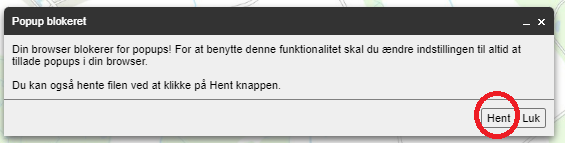 Popup blokeret
Din browser blokerer for popups! For at benytte denne funktionalitet skal du ændre indstillingen til altid at
tillade popups i din browser.
Du kan også hente filen ved at klikke på Hent knappen.
Hent Luk